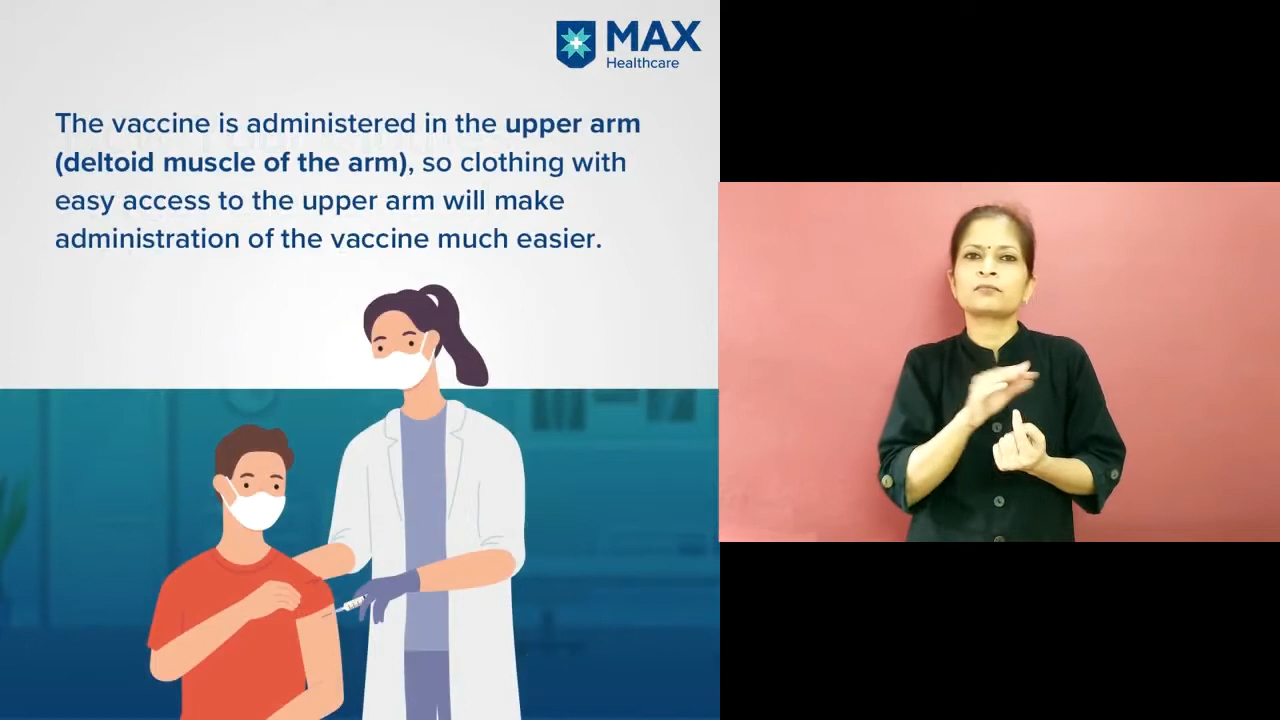 MAX
Healthcare
The vaccine is administered in the upper arm
(deltoid muscle of the arm), so clothing with
easy access to the upper arm will make
administration of the vaccine much easier.